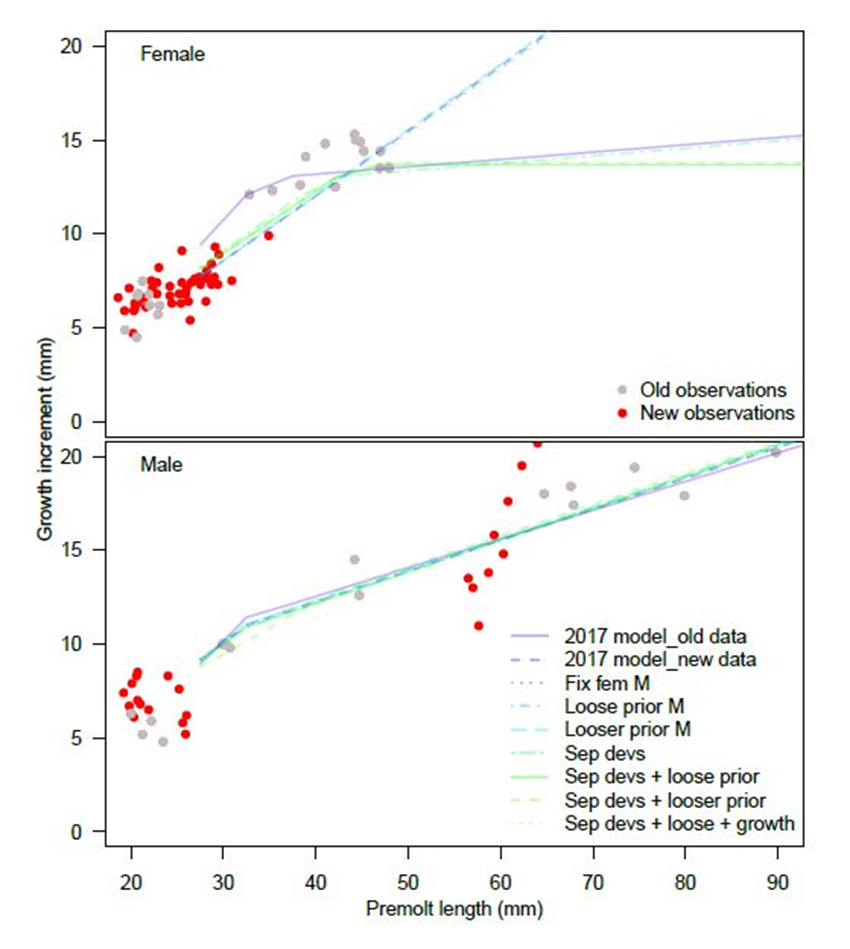 Growth increment (mm)
Female
20
15
10
5
0
Old observations
New observations
Male
20
15
10
5
0
2017 model_old data
2017 model_new data
Fix fem M
Loose prior M
Looser prior M
Sep devs
Sep devs + loose prior
Sep devs + looser prior
Sep devs + loose + growth
20 30 40 50 60 70 80 90
Premolt length (mm)